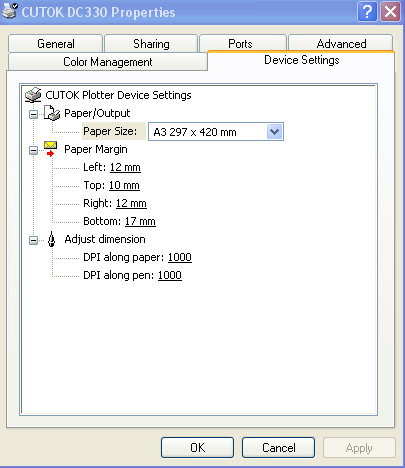 CUTOK DC330 Properties
General Sharing Ports Advanced
Color Management Device Settings
CUTOK Plotter Device Settings
Paper/Output
Paper Size: A3 297 x 420 mm
Paper Margin
Left: 12 mm
Top: 10 mm
Right: 12 mm
Bottom: 17 mm
Adjust dimension
DPI along paper: 1000
DPI along pen: 1000
OK Cancel Apply